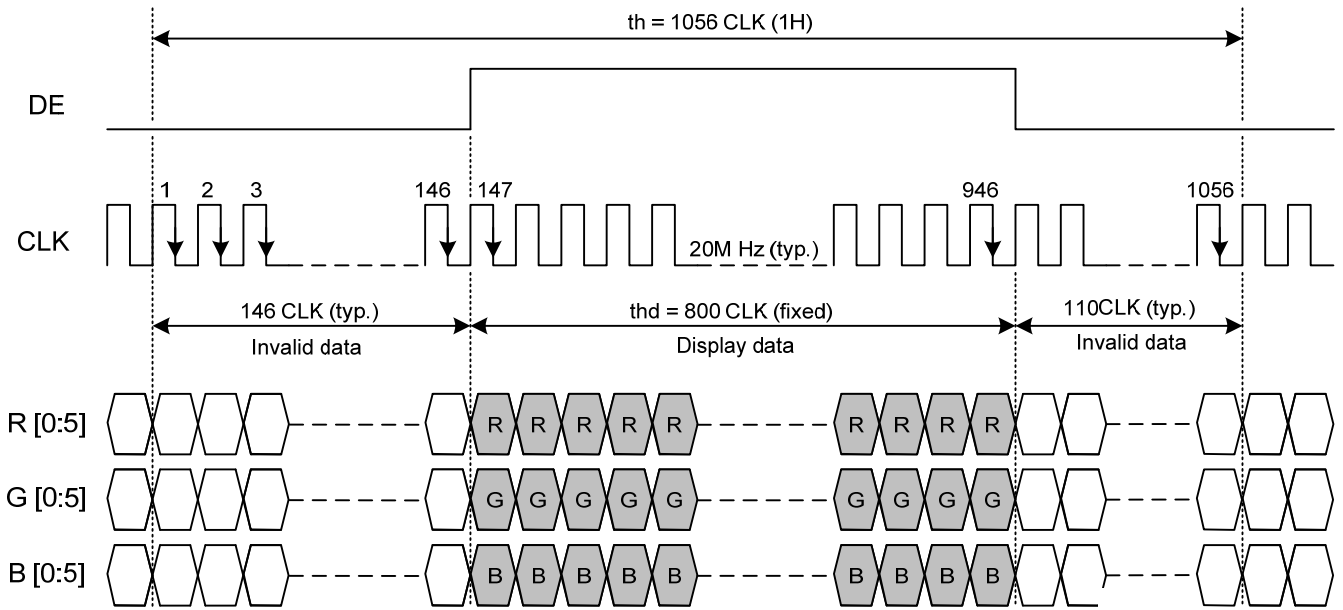 th = 1056 CLK (1H)
DE
1 2 3 146 147 946 1056
CLK
20M Hz (typ.)
146 CLK (typ.) thd = 800 CLK (fixed) 110CLK (typ.)
Invalid data Display data Invalid data
R [0:5] R R R R R R R R R
G [0:5] G G G G G G G G G
B [0:5] B B B B B B B B B